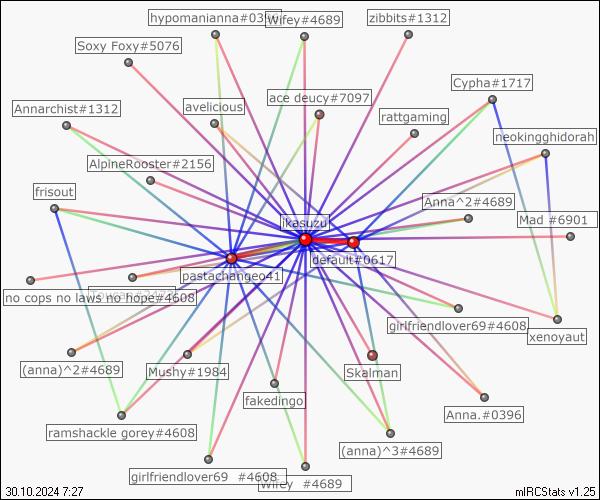 hypomanianna#039
Wifey#4689
zibbits#1312
Soxy Foxy#5076
Cypha#1717
ace deucy#7097
avelicious
Annarchist#1312
rattgaming
neokingghidorah
AlpineRooster#2156
frisout
Anna^2#4689
ikasuzu
Mad #6901
default#0617
pastachangeo41
no cops no laws no hope#4608
girlfriendlover69#4608
xenoyaut
(anna)^2#4689
Mushy#1984
Skalman
fakedingo
Anna.#0396
ramshackle gorey#4608
(anna)^3#4689
girlfriendlover69 #4608
Wifey #4689
30.10.2024 7:27
mIRCStats v1.25